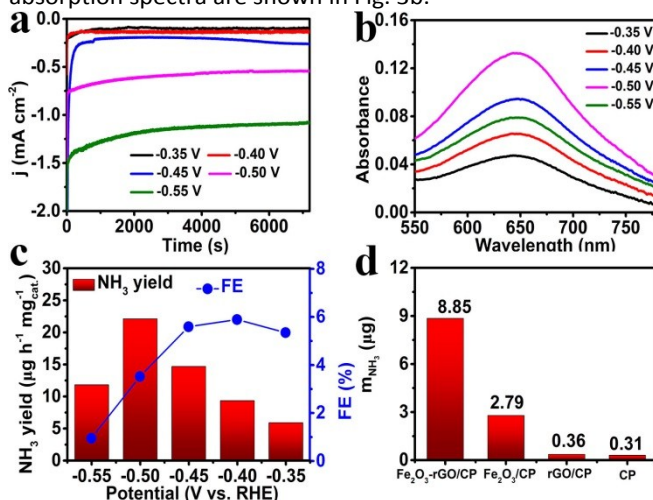 absorption spectra are shown in Fig. 3b.
a
0.0
-0.5
-1.0
-1.5
-2.0
j (mA cm⁻²)
-0.35 V
-0.40 V
-0.45 V
-0.50 V
-0.55 V
0 2000 4000 6000
Time (s)
b
0.16
0.12
0.08
0.04
0.00
Absorbance
-0.35 V
-0.40 V
-0.45 V
-0.50 V
-0.55 V
550 600 650 700 750
Wavelength (nm)
c
NH₃ yield
FE
30
25
20
15
10
5
0
NH₃ yield (µg h⁻¹ mg⁻¹cat.)
8
6
4
2
0
FE (%)
-0.55 -0.50 -0.45 -0.40 -0.35
Potential (V vs. RHE)
d
12
9
6
3
0
mNH₃ (µg)
8.85
2.79
0.36
0.31
Fe₂O₃-rGO/CP Fe₂O₃/CP rGO/CP CP